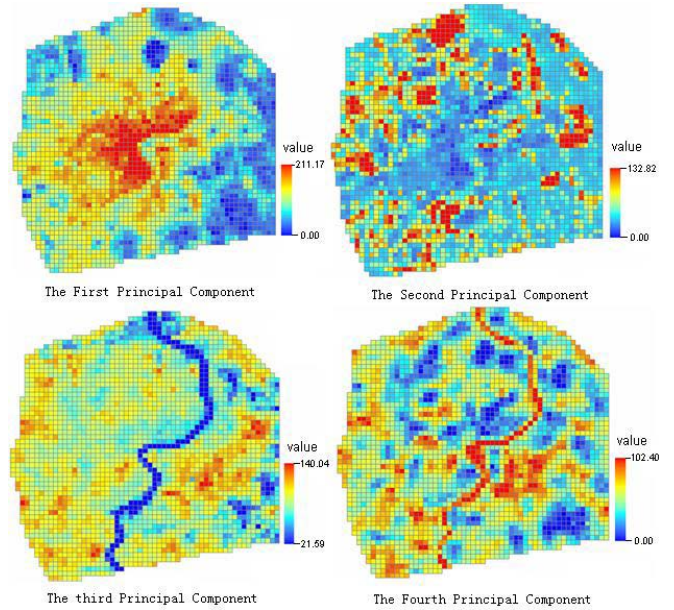 value
211.17
0.00
The First Principal Component
value
132.82
0.00
The Second Principal Component
value
140.04
21.59
The third Principal Component
value
102.40
0.00
The Fourth Principal Component